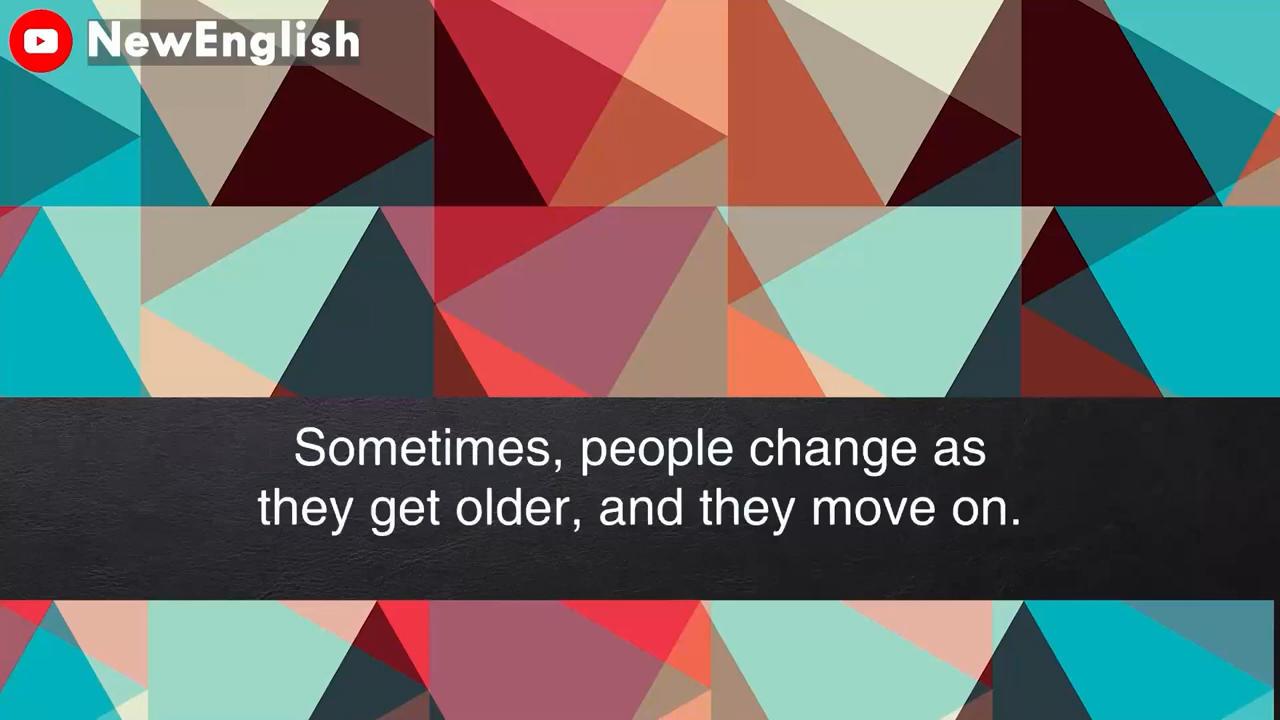 NewEnglish
Sometimes, people change as
they get older, and they move on.